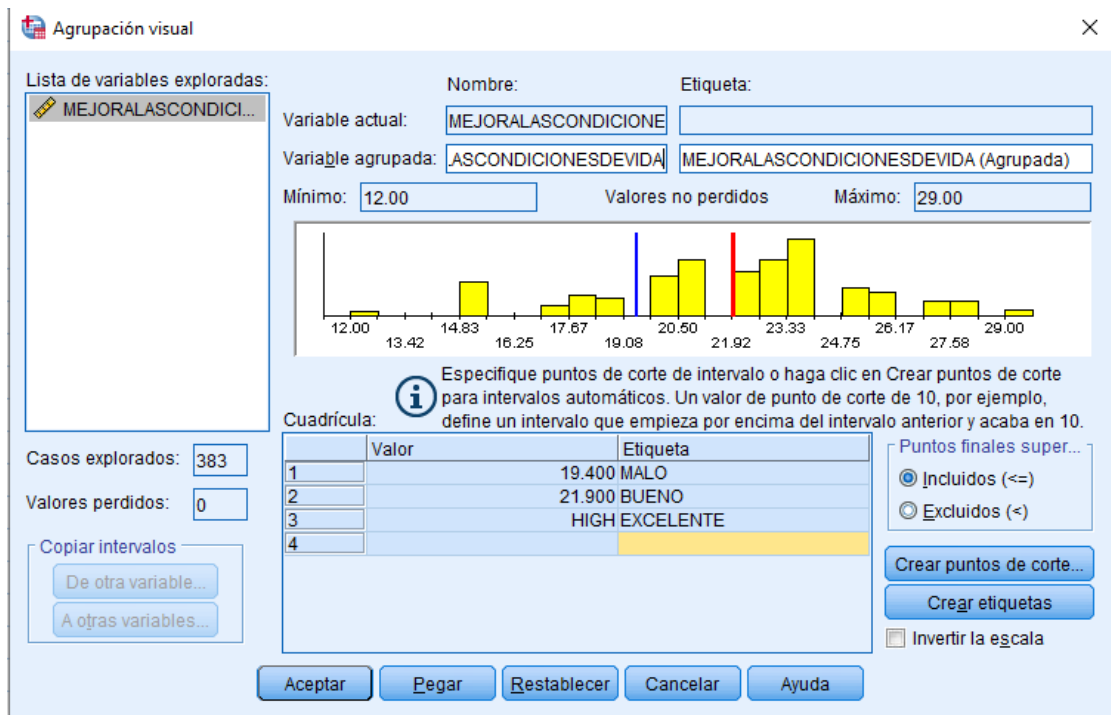 Agrupación visual
Lista de variables exploradas:
MEJORALASCONDICI...
Nombre:
Etiqueta:
Variable actual:
MEJORALASCONDICIONE
Variable agrupada:
.ASCONDICIONESDEVIDA
MEJORALASCONDICIONESDEVIDA (Agrupada)
Mínimo:
12.00
Valores no perdidos
Máximo:
29.00
12.00 14.83 17.67 20.50 23.33 26.17 29.00
13.42 16.25 19.08 21.92 24.75 27.58
Especifique puntos de corte de intervalo o haga clic en Crear puntos de corte
para intervalos automáticos. Un valor de punto de corte de 10, por ejemplo,
define un intervalo que empieza por encima del intervalo anterior y acaba en 10.
Cuadrícula:
Valor Etiqueta
1 19.400 MALO
2 21.900 BUENO
3 HIGH EXCELENTE
4
Casos explorados:
383
Valores perdidos:
0
Copiar intervalos
De otra variable...
A otras variables...
Puntos finales super...
Incluidos (<=)
Excluidos (<)
Crear puntos de corte...
Crear etiquetas
Invertir la escala
Aceptar Pegar Restablecer Cancelar Ayuda